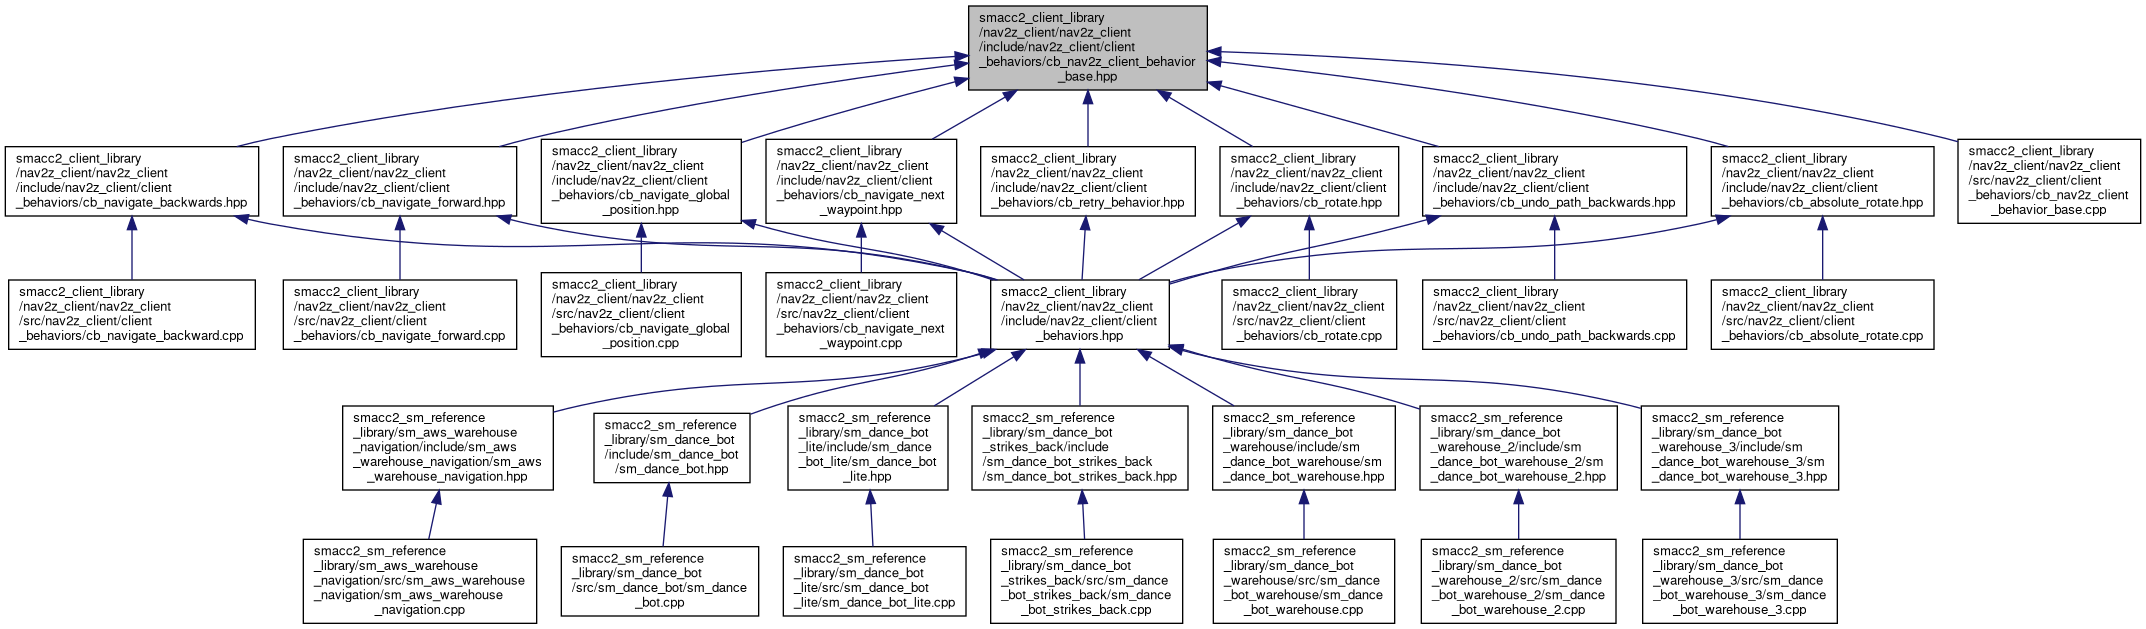 smacc2_client_library
/nav2z_client/nav2z_client
/include/nav2z_client/client
_behaviors/cb_nav2z_client_behavior
_base.hpp
smacc2_client_library
/nav2z_client/nav2z_client
/include/nav2z_client/client
_behaviors/cb_navigate_backwards.hpp
smacc2_client_library
/nav2z_client/nav2z_client
/include/nav2z_client/client
_behaviors/cb_navigate_forward.hpp
smacc2_client_library
/nav2z_client/nav2z_client
/include/nav2z_client/client
_behaviors/cb_navigate_global
_position.hpp
smacc2_client_library
/nav2z_client/nav2z_client
/include/nav2z_client/client
_behaviors/cb_navigate_next
_waypoint.hpp
smacc2_client_library
/nav2z_client/nav2z_client
/include/nav2z_client/client
_behaviors/cb_retry_behavior.hpp
smacc2_client_library
/nav2z_client/nav2z_client
/include/nav2z_client/client
_behaviors/cb_rotate.hpp
smacc2_client_library
/nav2z_client/nav2z_client
/include/nav2z_client/client
_behaviors/cb_undo_path_backwards.hpp
smacc2_client_library
/nav2z_client/nav2z_client
/include/nav2z_client/client
_behaviors/cb_absolute_rotate.hpp
smacc2_client_library
/nav2z_client/nav2z_client
/src/nav2z_client/client
_behaviors/cb_nav2z_client
_behavior_base.cpp
smacc2_client_library
/nav2z_client/nav2z_client
/src/nav2z_client/client
_behaviors/cb_navigate_backward.cpp
smacc2_client_library
/nav2z_client/nav2z_client
/src/nav2z_client/client
_behaviors/cb_navigate_forward.cpp
smacc2_client_library
/nav2z_client/nav2z_client
/src/nav2z_client/client
_behaviors/cb_navigate_global
_position.cpp
smacc2_client_library
/nav2z_client/nav2z_client
/src/nav2z_client/client
_behaviors/cb_navigate_next
_waypoint.cpp
smacc2_client_library
/nav2z_client/nav2z_client
/include/nav2z_client/client
_behaviors.hpp
smacc2_client_library
/nav2z_client/nav2z_client
/src/nav2z_client/client
_behaviors/cb_rotate.cpp
smacc2_client_library
/nav2z_client/nav2z_client
/src/nav2z_client/client
_behaviors/cb_undo_path_backwards.cpp
smacc2_client_library
/nav2z_client/nav2z_client
/src/nav2z_client/client
_behaviors/cb_absolute_rotate.cpp
smacc2_sm_reference
_library/sm_aws_warehouse
_navigation/include/sm_aws
_warehouse_navigation/sm_aws
_warehouse_navigation.hpp
smacc2_sm_reference
_library/sm_dance_bot
/include/sm_dance_bot
/sm_dance_bot.hpp
smacc2_sm_reference
_library/sm_dance_bot
_lite/include/sm_dance
_bot_lite/sm_dance_bot
_lite.hpp
smacc2_sm_reference
_library/sm_dance_bot
_strikes_back/include
/sm_dance_bot_strikes_back
/sm_dance_bot_strikes_back.hpp
smacc2_sm_reference
_library/sm_dance_bot
_warehouse/include/sm
_dance_bot_warehouse/sm
_dance_bot_warehouse.hpp
smacc2_sm_reference
_library/sm_dance_bot
_warehouse_2/include/sm
_dance_bot_warehouse_2/sm
_dance_bot_warehouse_2.hpp
smacc2_sm_reference
_library/sm_dance_bot
_warehouse_3/include/sm
_dance_bot_warehouse_3/sm
_dance_bot_warehouse_3.hpp
smacc2_sm_reference
_library/sm_aws_warehouse
_navigation/src/sm_aws_warehouse
_navigation/sm_aws_warehouse
_navigation.cpp
smacc2_sm_reference
_library/sm_dance_bot
/src/sm_dance_bot/sm_dance
_bot.cpp
smacc2_sm_reference
_library/sm_dance_bot
_lite/src/sm_dance_bot
_lite/sm_dance_bot_lite.cpp
smacc2_sm_reference
_library/sm_dance_bot
_strikes_back/src/sm_dance
_bot_strikes_back/sm_dance
_bot_strikes_back.cpp
smacc2_sm_reference
_library/sm_dance_bot
_warehouse/src/sm_dance
_bot_warehouse/sm_dance
_bot_warehouse.cpp
smacc2_sm_reference
_library/sm_dance_bot
_warehouse_2/src/sm_dance
_bot_warehouse_2/sm_dance
_bot_warehouse_2.cpp
smacc2_sm_reference
_library/sm_dance_bot
_warehouse_3/src/sm_dance
_bot_warehouse_3/sm_dance
_bot_warehouse_3.cpp